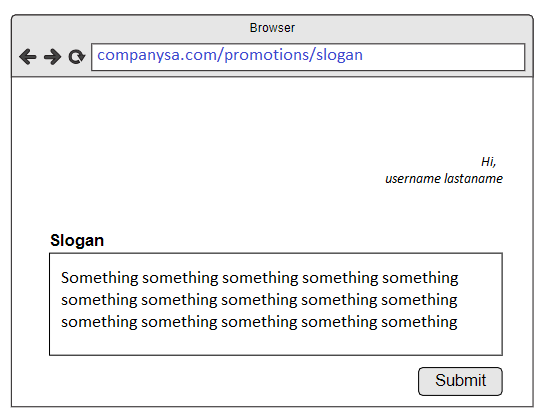 Browser
companysa.com/promotions/slogan
Hi,
username lastaname
Slogan
Something something something something something
something something something something something
something something something something something
Submit